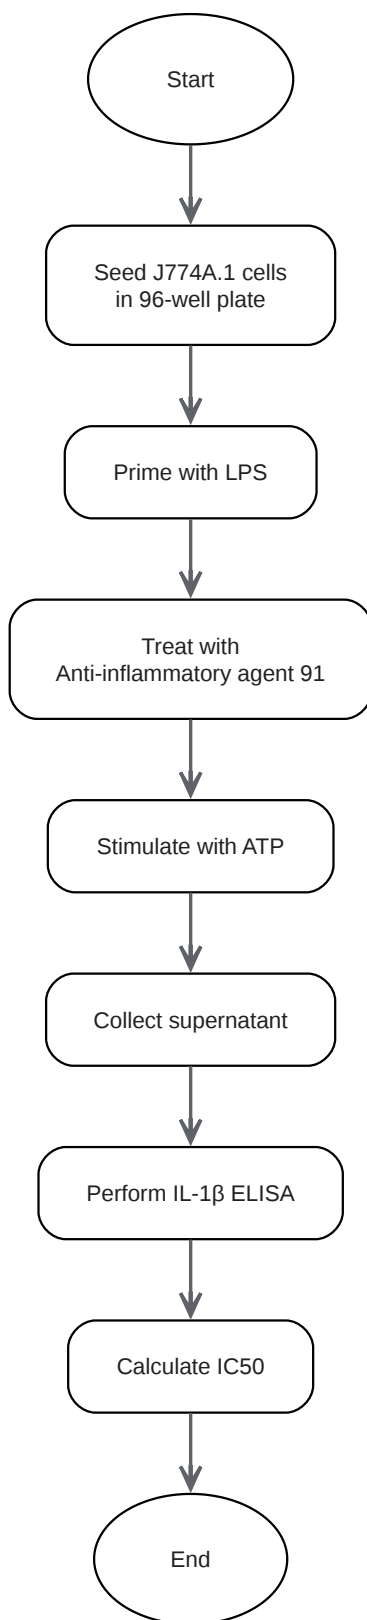 Start
Seed J774A.1 cells
in 96-well plate
Prime with LPS
Treat with
Anti-inflammatory agent 91
Stimulate with ATP
Collect supernatant
Perform IL-1β ELISA
Calculate IC50
End